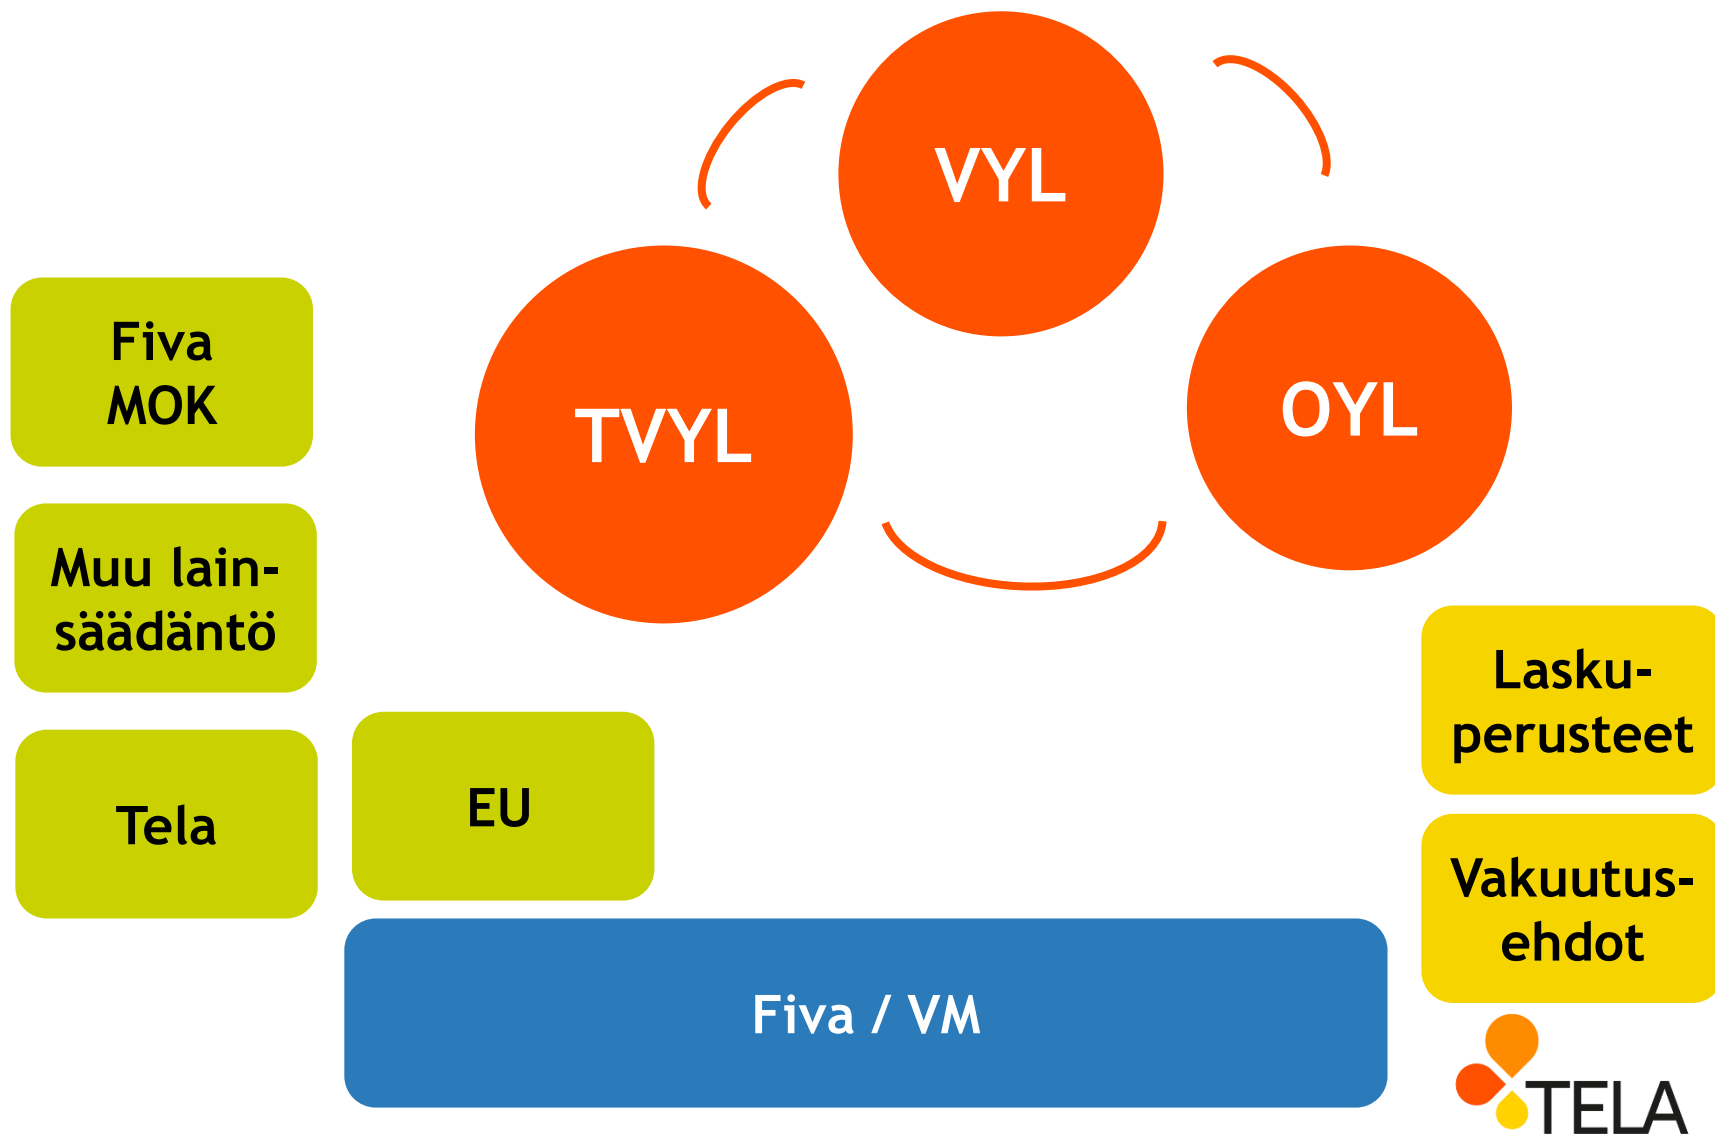 VYL
TVYL
OYL
Fiva
MOK
Muu lain-
säädäntö
Tela
EU
Lasku-
perusteet
Vakuutus-
ehdot
Fiva / VM
TELA